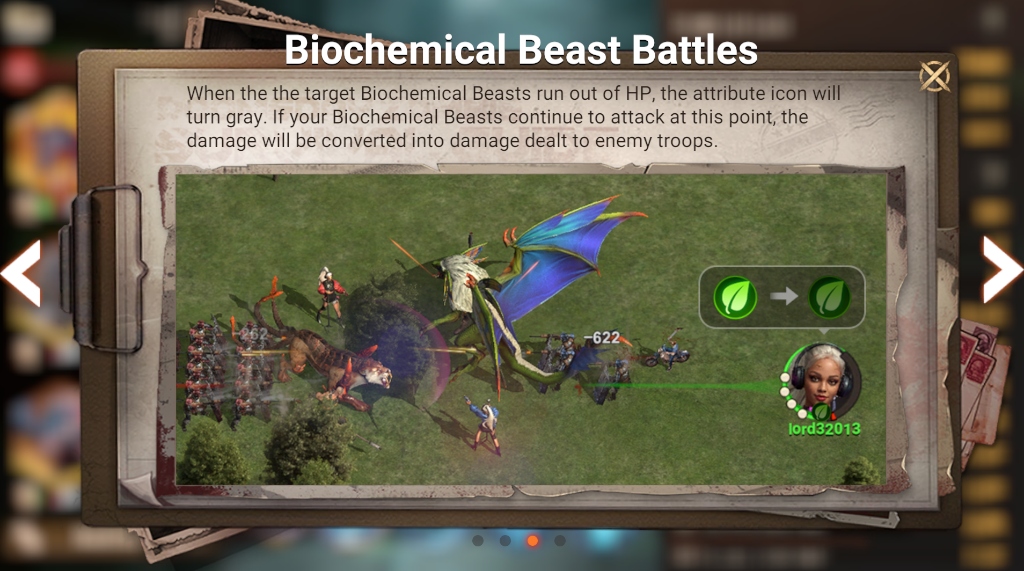 Biochemical Beast Battles
When the the target Biochemical Beasts run out of HP, the attribute icon will
turn gray. If your Biochemical Beasts continue to attack at this point, the
damage will be converted into damage dealt to enemy troops.
-622
lord32013